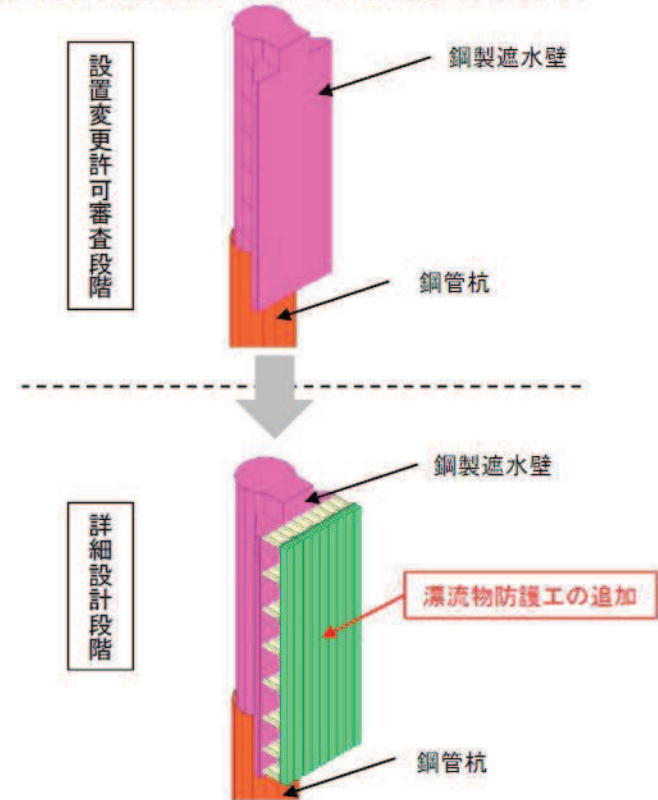 設置変更許可審査段階
鋼製遮水壁
鋼管杭
鋼製遮水壁
詳細設計段階
漂流物防護工の追加
鋼管杭